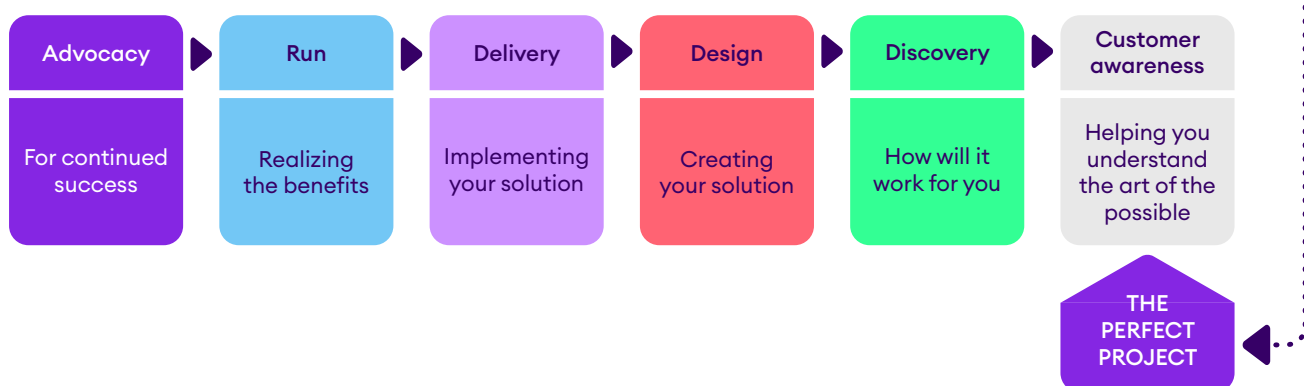 Advocacy
For continued
success
Run
Realizing
the benefits
Delivery
Implementing
your solution
Design
Creating
your solution
Discovery
How will it
work for you
Customer
awareness
Helping you
understand
the art of the
possible
THE
PERFECT
PROJECT